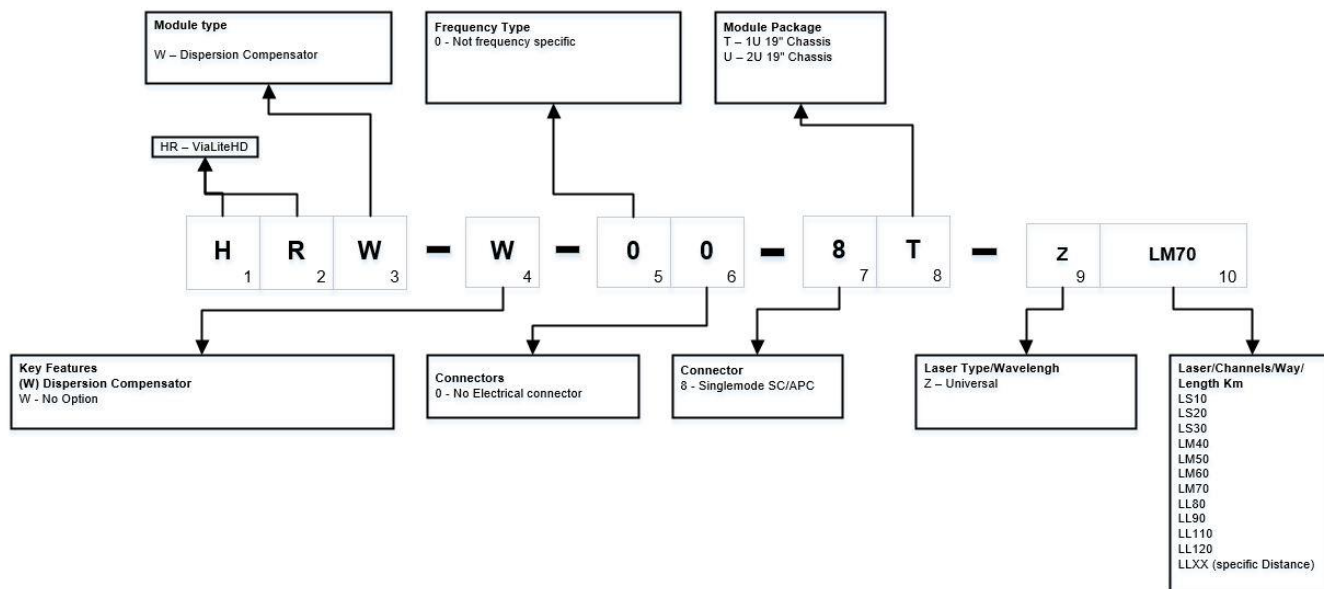 Module type
W – Dispersion Compensator
Frequency Type
0 - Not frequency specific
Module Package
T – 1U 19" Chassis
U – 2U 19" Chassis
HR – ViaLiteHD
H R W – W – 0 0 – 8 T – Z LM70
1 2 3 4 5 6 7 8 9 10
Key Features
(W) Dispersion Compensator
W - No Option
Connectors
0 - No Electrical connector
Connector
8 - Singlemode SC/APC
Laser Type/Wavelengh
Z – Universal
Laser/Channels/Way/
Length Km
LS10
LS20
LS30
LM40
LM50
LM60
LM70
LL80
LL90
LL110
LL120
LLXX (specific Distance)